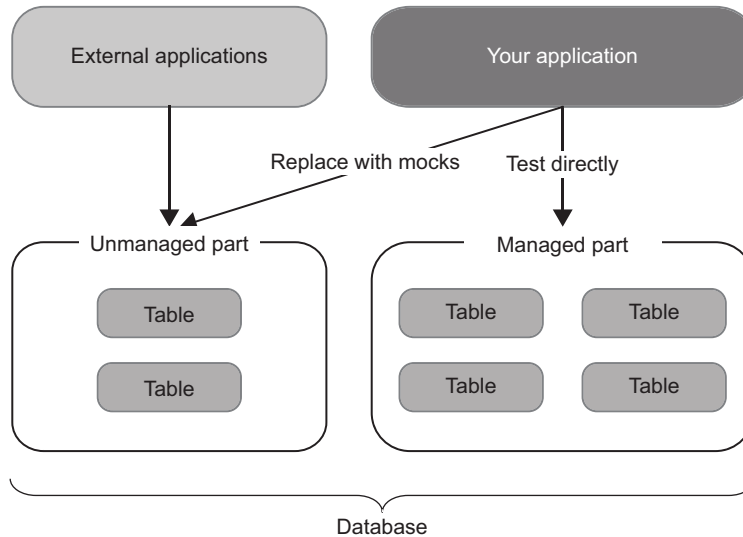 External applications
Your application
Replace with mocks
Test directly
Unmanaged part
Managed part
Table
Table
Table
Table
Table
Table
Database